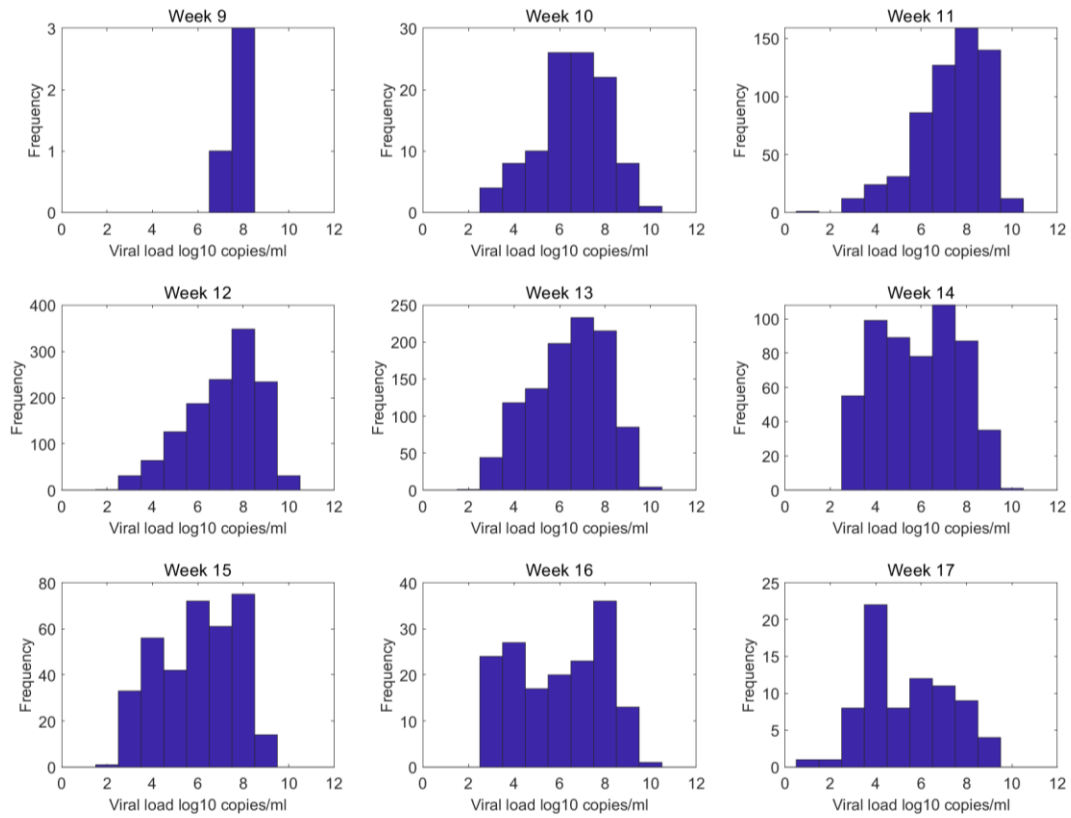 Week 9
3
2
1
0
Frequency
0 2 4 6 8 10 12
Viral load log10 copies/ml
Week 10
30
20
10
0
Frequency
0 2 4 6 8 10 12
Viral load log10 copies/ml
Week 11
150
100
50
0
Frequency
0 2 4 6 8 10 12
Viral load log10 copies/ml
Week 12
400
300
200
100
0
Frequency
0 2 4 6 8 10 12
Viral load log10 copies/ml
Week 13
250
200
150
100
50
0
Frequency
0 2 4 6 8 10 12
Viral load log10 copies/ml
Week 14
100
80
60
40
20
0
Frequency
0 2 4 6 8 10 12
Viral load log10 copies/ml
Week 15
80
60
40
20
0
Frequency
0 2 4 6 8 10 12
Viral load log10 copies/ml
Week 16
40
30
20
10
0
Frequency
0 2 4 6 8 10 12
Viral load log10 copies/ml
Week 17
25
20
15
10
5
0
Frequency
0 2 4 6 8 10 12
Viral load log10 copies/ml